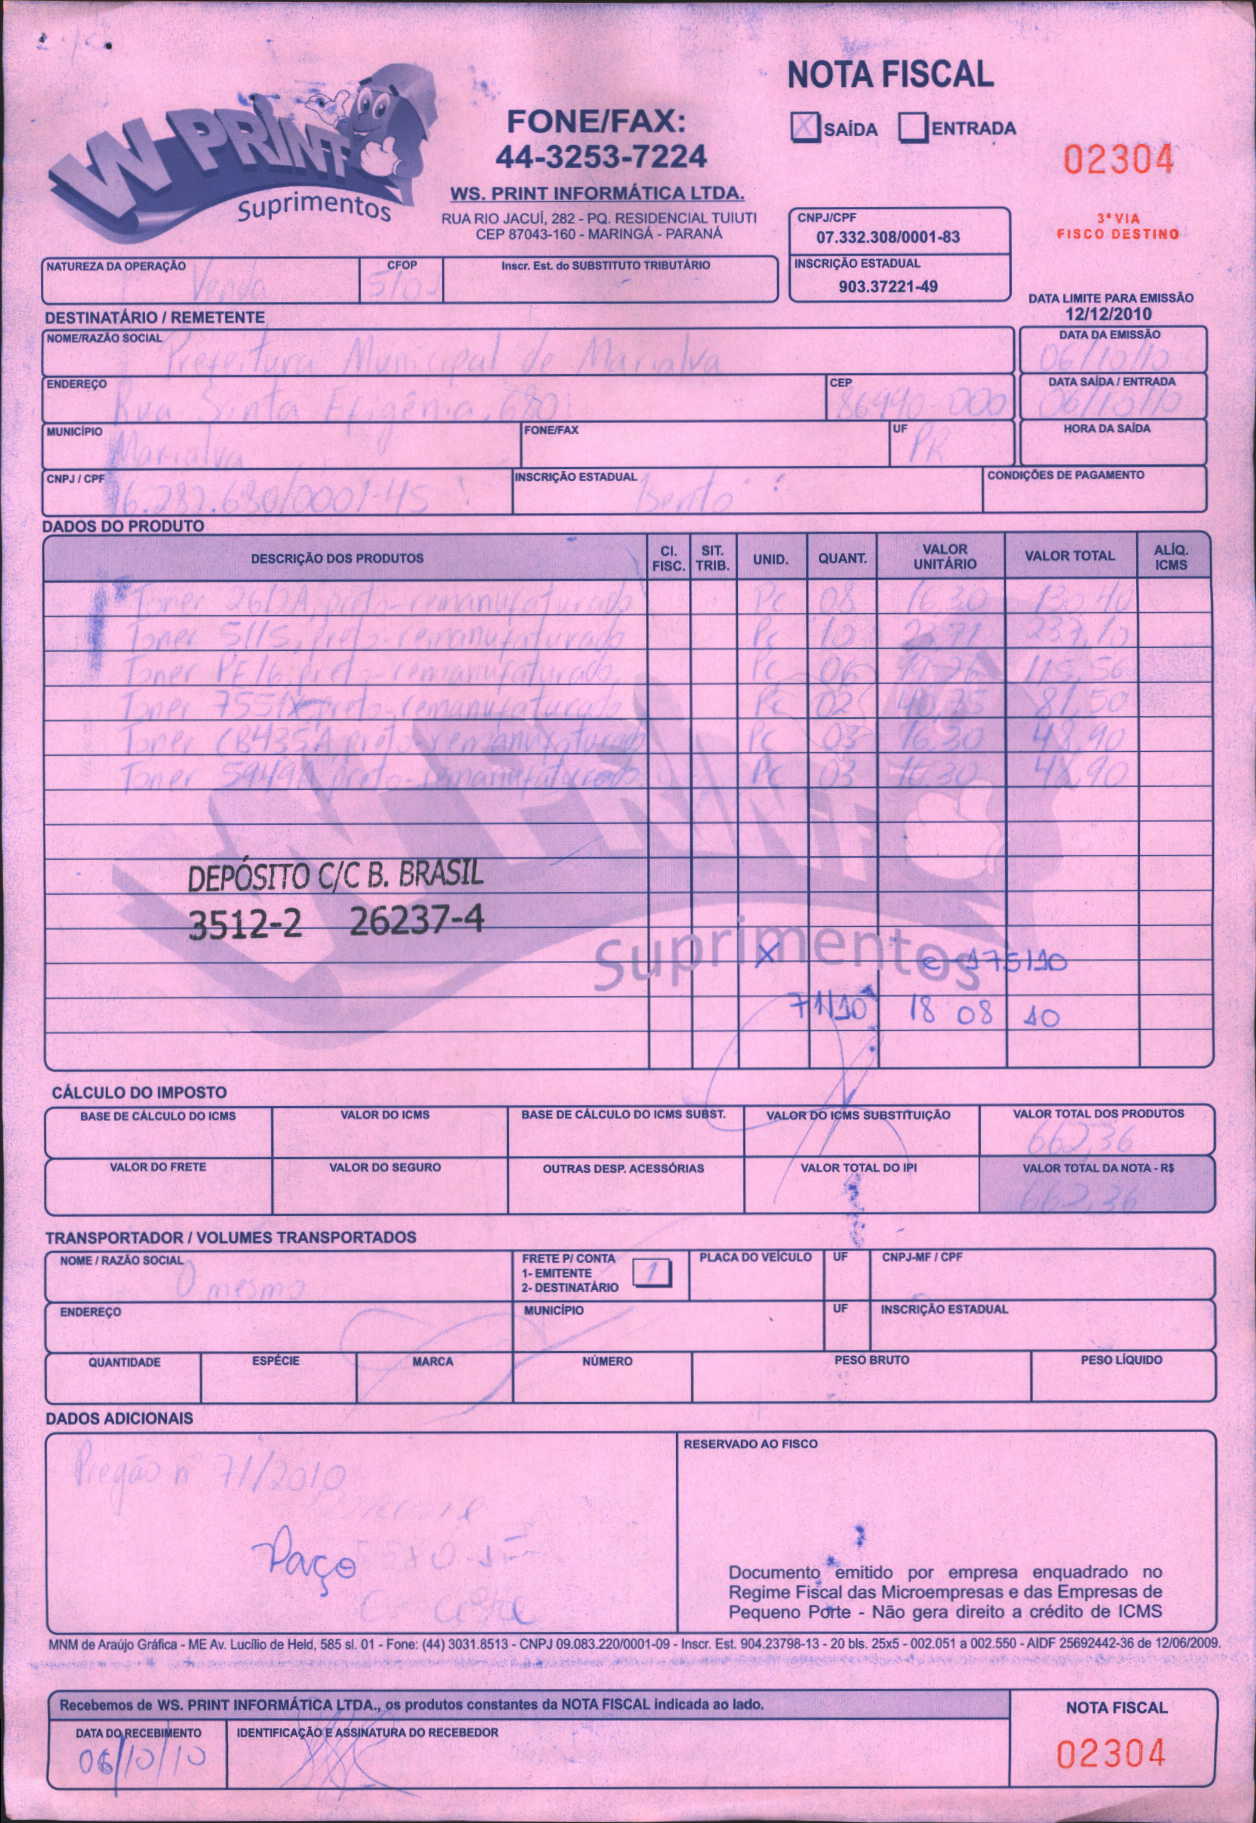 NOTA FISCAL
X SAÍDA ENTRADA
02304
3ª VIA
FISCO DESTINO
W PRINT
Suprimentos
FONE/FAX:
44-3253-7224
WS. PRINT INFORMÁTICA LTDA.
RUA RIO JACUÍ, 282 - PQ. RESIDENCIAL TUIUTI
CEP 87043-160 - MARINGÁ - PARANÁ
CNPJ/CPF
07.332.308/0001-83
INSCRIÇÃO ESTADUAL
903.37221-49
NATUREZA DA OPERAÇÃO CFOP Inscr. Est. do SUBSTITUTO TRIBUTÁRIO
Venda 5102
DATA LIMITE PARA EMISSÃO
12/12/2010
DESTINATÁRIO / REMETENTE
NOME/RAZÃO SOCIAL DATA DA EMISSÃO
Prefeitura Municipal de Marialva 06/10/10
ENDEREÇO CEP DATA SAÍDA / ENTRADA
Rua Santa Efigênia, 680 86990-000 06/10/10
MUNICÍPIO FONE/FAX UF HORA DA SAÍDA
Marialva PR
CNPJ / CPF INSCRIÇÃO ESTADUAL CONDIÇÕES DE PAGAMENTO
76.282.680/0001-45 Bento
DADOS DO PRODUTO
DESCRIÇÃO DOS PRODUTOS CI. FISC. SIT. TRIB. UNID. QUANT. VALOR UNITÁRIO VALOR TOTAL ALÍQ. ICMS
Toner 2612A, preto-remanufaturado Pc 08 16,30 130,40
Toner 5115, preto-remanufaturado Pc 10 23,71 237,10
Toner PE16, preto-remanufaturado Pc 06 19,26 115,56
Toner 7551X preto-remanufaturado Pc 02 40,75 81,50
Toner CB435A, preto-remanufaturado Pc 03 16,30 48,90
Toner 5949A, preto-remanufaturado Pc 03 16,30 48,90
DEPÓSITO C/C B. BRASIL
3512-2 26237-4
Suprimentos
X C 175/10
71/10 18 08 10
CÁLCULO DO IMPOSTO
BASE DE CÁLCULO DO ICMS VALOR DO ICMS BASE DE CÁLCULO DO ICMS SUBST. VALOR DO ICMS SUBSTITUIÇÃO VALOR TOTAL DOS PRODUTOS
662,36
VALOR DO FRETE VALOR DO SEGURO OUTRAS DESP. ACESSÓRIAS VALOR TOTAL DO IPI VALOR TOTAL DA NOTA - R$
662,36
TRANSPORTADOR / VOLUMES TRANSPORTADOS
NOME / RAZÃO SOCIAL FRETE P/ CONTA PLACA DO VEÍCULO UF CNPJ-MF / CPF
O mesmo 1- EMITENTE 1
2- DESTINATÁRIO
ENDEREÇO MUNICÍPIO UF INSCRIÇÃO ESTADUAL
QUANTIDADE ESPÉCIE MARCA NÚMERO PESO BRUTO PESO LÍQUIDO
DADOS ADICIONAIS
RESERVADO AO FISCO
Pregão nº 71/2010
Paço
Documento emitido por empresa enquadrado no
Regime Fiscal das Microempresas e das Empresas de
Pequeno Porte - Não gera direito a crédito de ICMS
MNM de Araújo Gráfica - ME Av. Lucílio de Held, 585 sl. 01 - Fone: (44) 3031.8513 - CNPJ 09.083.220/0001-09 - Inscr. Est. 904.23798-13 - 20 bls. 25x5 - 002.051 a 002.550 - AIDF 25692442-36 de 12/06/2009.
Recebemos de WS. PRINT INFORMÁTICA LTDA., os produtos constantes da NOTA FISCAL indicada ao lado.
DATA DO RECEBIMENTO IDENTIFICAÇÃO E ASSINATURA DO RECEBEDOR
06/10/10
NOTA FISCAL
02304